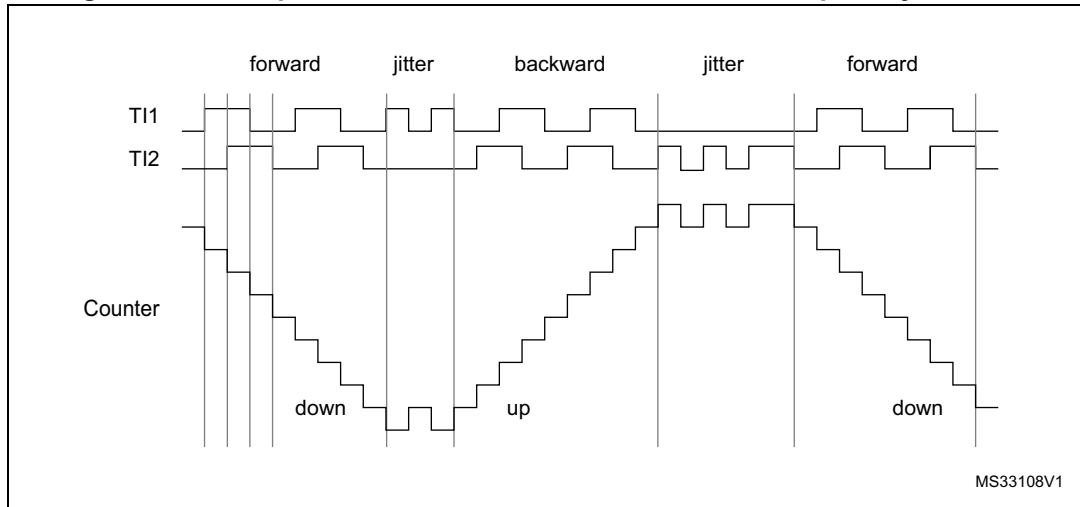 forward jitter backward jitter forward
TI1
TI2
Counter
down up down
MS33108V1